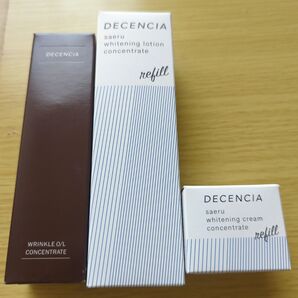 DECENCIA
WRINKLE O/L
CONCENTRATE
DECENCIA
saeru
whitening lotion
concentrate
refill
DECENCIA
saeru
whitening cream
concentrate
refill